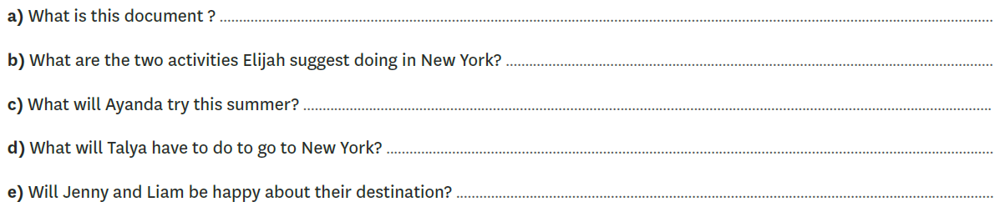 a) What is this document ? ........................................................................................................................
b) What are the two activities Elijah suggest doing in New York? ........................................................................................................................
c) What will Ayanda try this summer? ........................................................................................................................
d) What will Talya have to do to go to New York? ........................................................................................................................
e) Will Jenny and Liam be happy about their destination? ........................................................................................................................